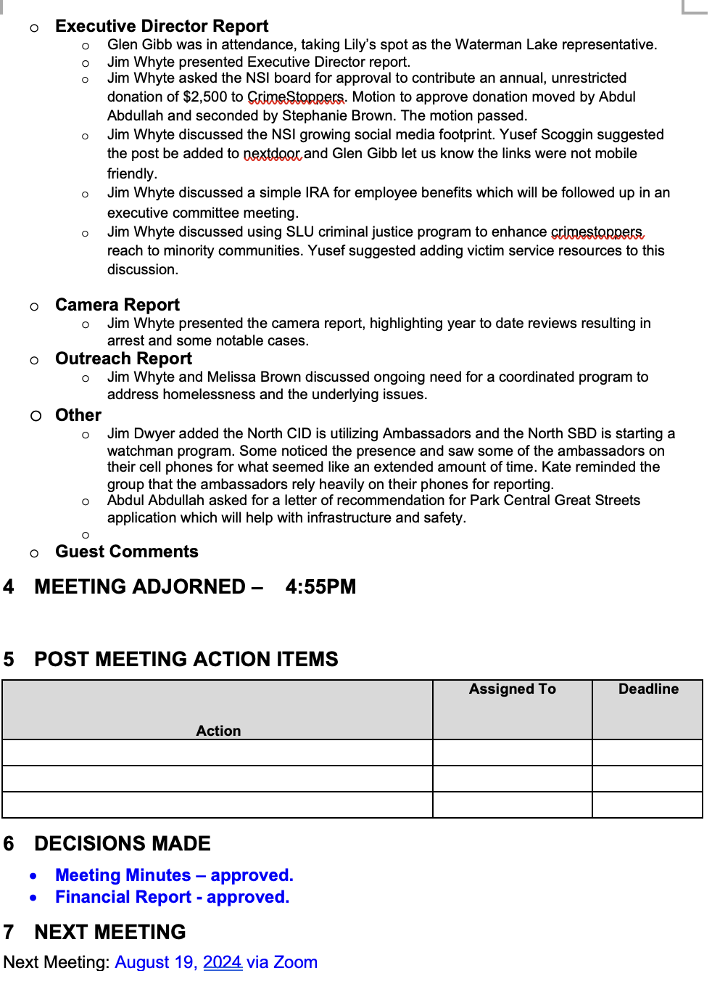 o Executive Director Report
o Glen Gibb was in attendance, taking Lily’s spot as the Waterman Lake representative.
o Jim Whyte presented Executive Director report.
o Jim Whyte asked the NSI board for approval to contribute an annual, unrestricted
donation of $2,500 to CrimeStoppers. Motion to approve donation moved by Abdul
Abdullah and seconded by Stephanie Brown. The motion passed.
o Jim Whyte discussed the NSI growing social media footprint. Yusef Scoggin suggested
the post be added to nextdoor and Glen Gibb let us know the links were not mobile
friendly.
o Jim Whyte discussed a simple IRA for employee benefits which will be followed up in an
executive committee meeting.
o Jim Whyte discussed using SLU criminal justice program to enhance crimestoppers
reach to minority communities. Yusef suggested adding victim service resources to this
discussion.
o Camera Report
o Jim Whyte presented the camera report, highlighting year to date reviews resulting in
arrest and some notable cases.
o Outreach Report
o Jim Whyte and Melissa Brown discussed ongoing need for a coordinated program to
address homelessness and the underlying issues.
o Other
o Jim Dwyer added the North CID is utilizing Ambassadors and the North SBD is starting a
watchman program. Some noticed the presence and saw some of the ambassadors on
their cell phones for what seemed like an extended amount of time. Kate reminded the
group that the ambassadors rely heavily on their phones for reporting.
o Abdul Abdullah asked for a letter of recommendation for Park Central Great Streets
application which will help with infrastructure and safety.
o
o Guest Comments
4 MEETING ADJORNED – 4:55PM
5 POST MEETING ACTION ITEMS
Assigned To Deadline
Action
6 DECISIONS MADE
• Meeting Minutes – approved.
• Financial Report - approved.
7 NEXT MEETING
Next Meeting: August 19, 2024 via Zoom